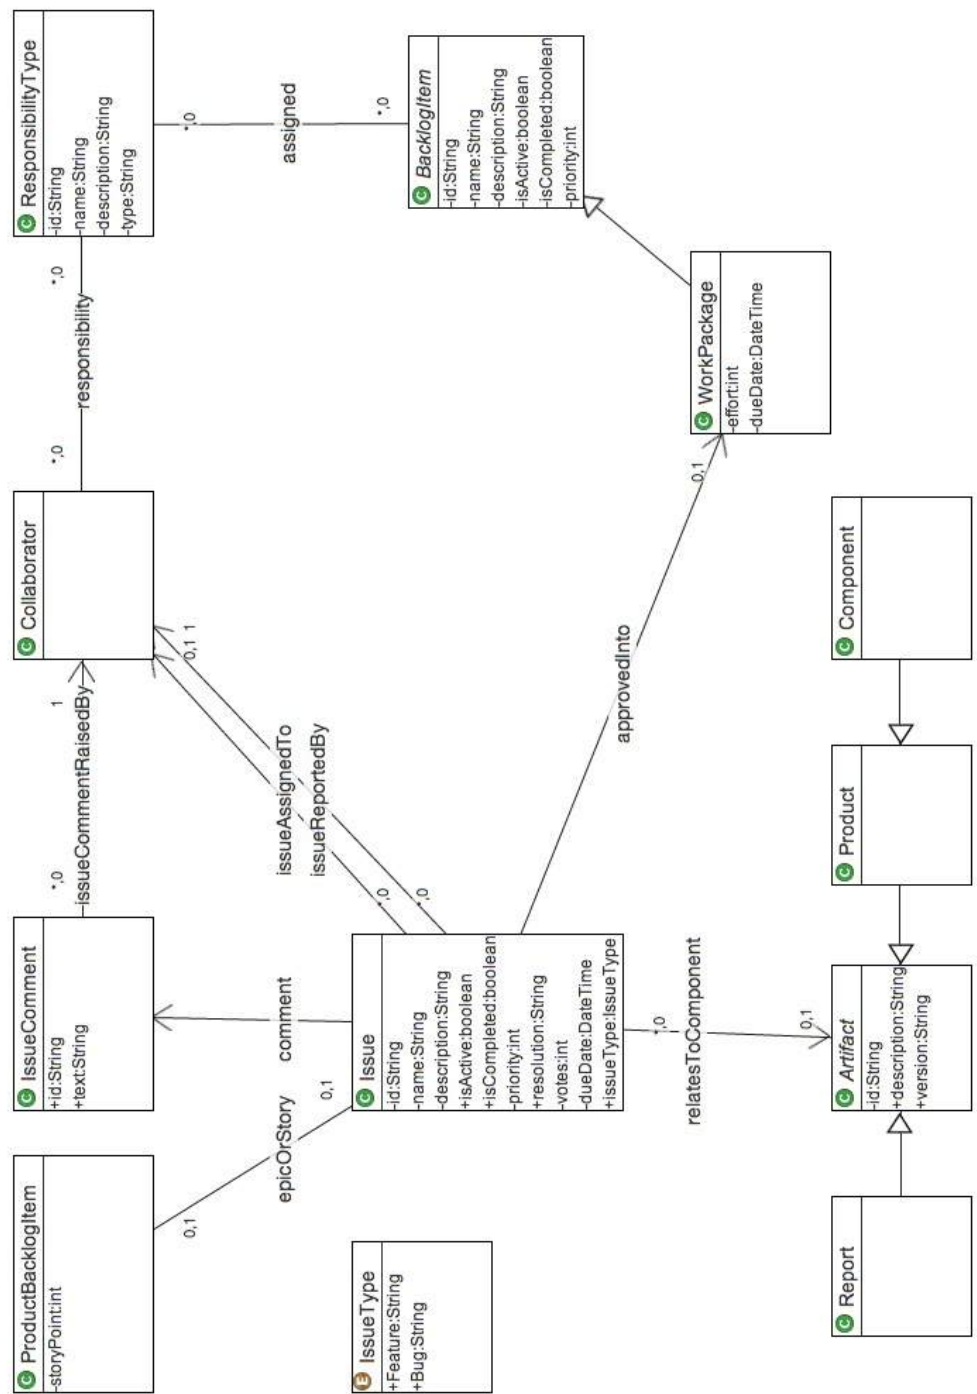 C ProductBacklogItem
-storyPoint:int
C IssueComment
+id:String
+text:String
C Collaborator
C ResponsibilityType
-id:String
-name:String
-description:String
-type:String
*,0
issueCommentRaisedBy
1
*,0
responsibility
*,0
0,1
epicOrStory
0,1
comment
issueAssignedTo
issueReportedBy
*,0
*,0
0,1 1
*,0
assigned
*,0
E IssueType
+Feature:String
+Bug:String
C Issue
-id:String
-name:String
-description:String
+isActive:boolean
+isCompleted:boolean
-priority:int
+resolution:String
-votes:int
-dueDate:DateTime
+issueType:IssueType
C BacklogItem
-id:String
-name:String
-description:String
-isActive:boolean
-isCompleted:boolean
-priority:int
approvedInto
0,1
C WorkPackage
-effort:int
-dueDate:DateTime
*,0
relatesToComponent
0,1
C Report
C Artifact
-id:String
+description:String
+version:String
C Product
C Component